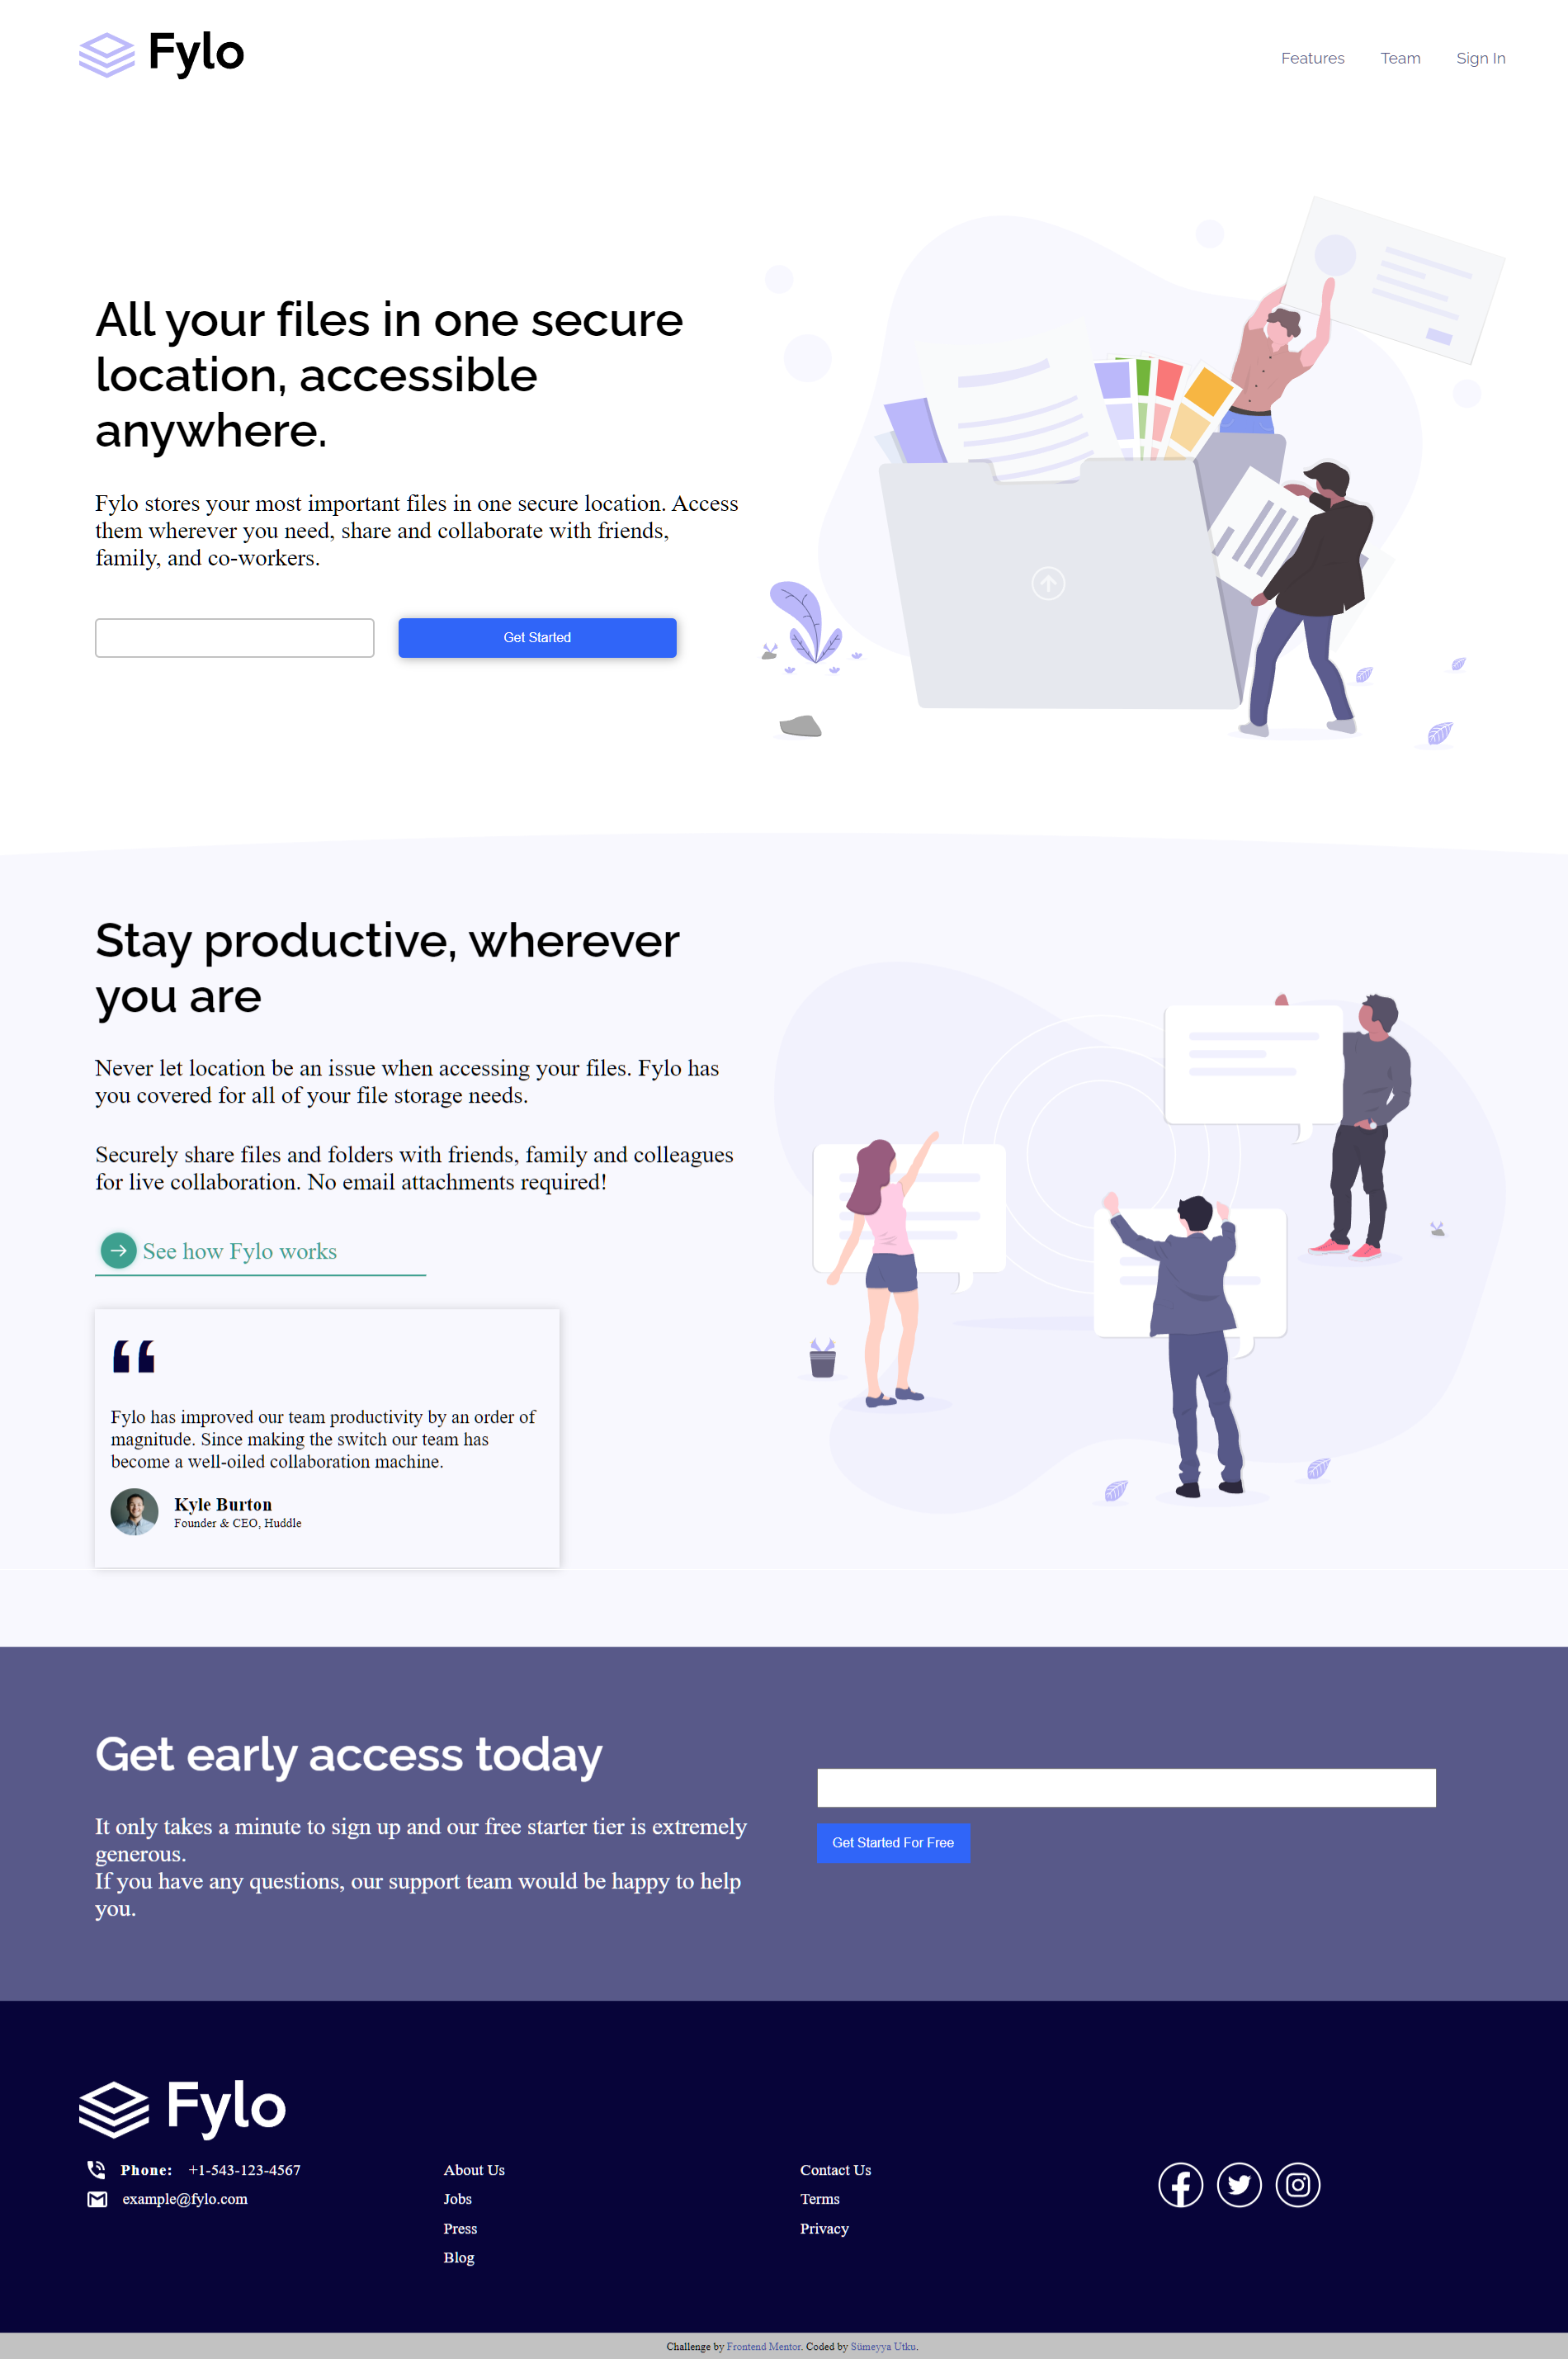 Fylo
Features Team Sign In
All your files in one secure
location, accessible
anywhere.
Fylo stores your most important files in one secure location. Access
them wherever you need, share and collaborate with friends,
family, and co-workers.
Get Started
Stay productive, wherever
you are
Never let location be an issue when accessing your files. Fylo has
you covered for all of your file storage needs.
Securely share files and folders with friends, family and colleagues
for live collaboration. No email attachments required!
See how Fylo works
“
Fylo has improved our team productivity by an order of
magnitude. Since making the switch our team has
become a well-oiled collaboration machine.
Kyle Burton
Founder & CEO, Huddle
Get early access today
It only takes a minute to sign up and our free starter tier is extremely
generous.
If you have any questions, our support team would be happy to help
you.
Get Started For Free
Fylo
Phone: +1-543-123-4567
example@fylo.com
About Us
Jobs
Press
Blog
Contact Us
Terms
Privacy
Challenge by Frontend Mentor. Coded by Sümeyya Utku.